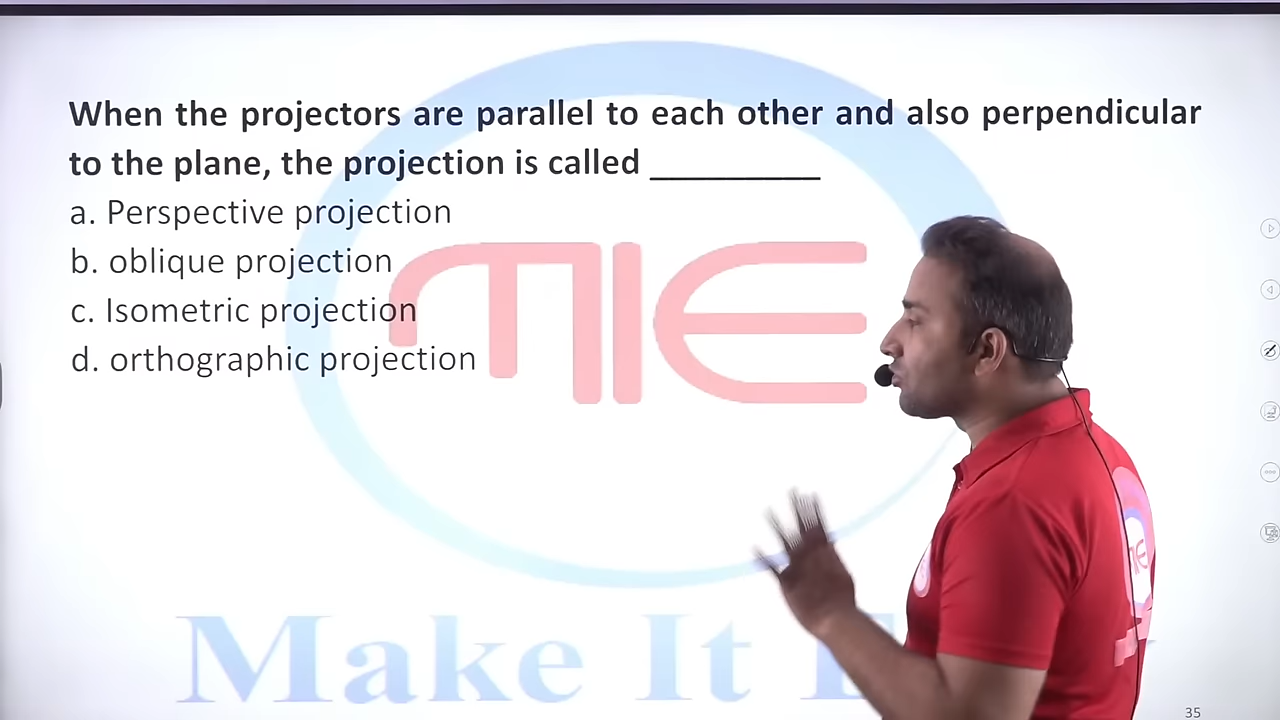 When the projectors are parallel to each other and also perpendicular
to the plane, the projection is called __________
a. Perspective projection
b. oblique projection
c. Isometric projection
d. orthographic projection
MIE
Make It
35